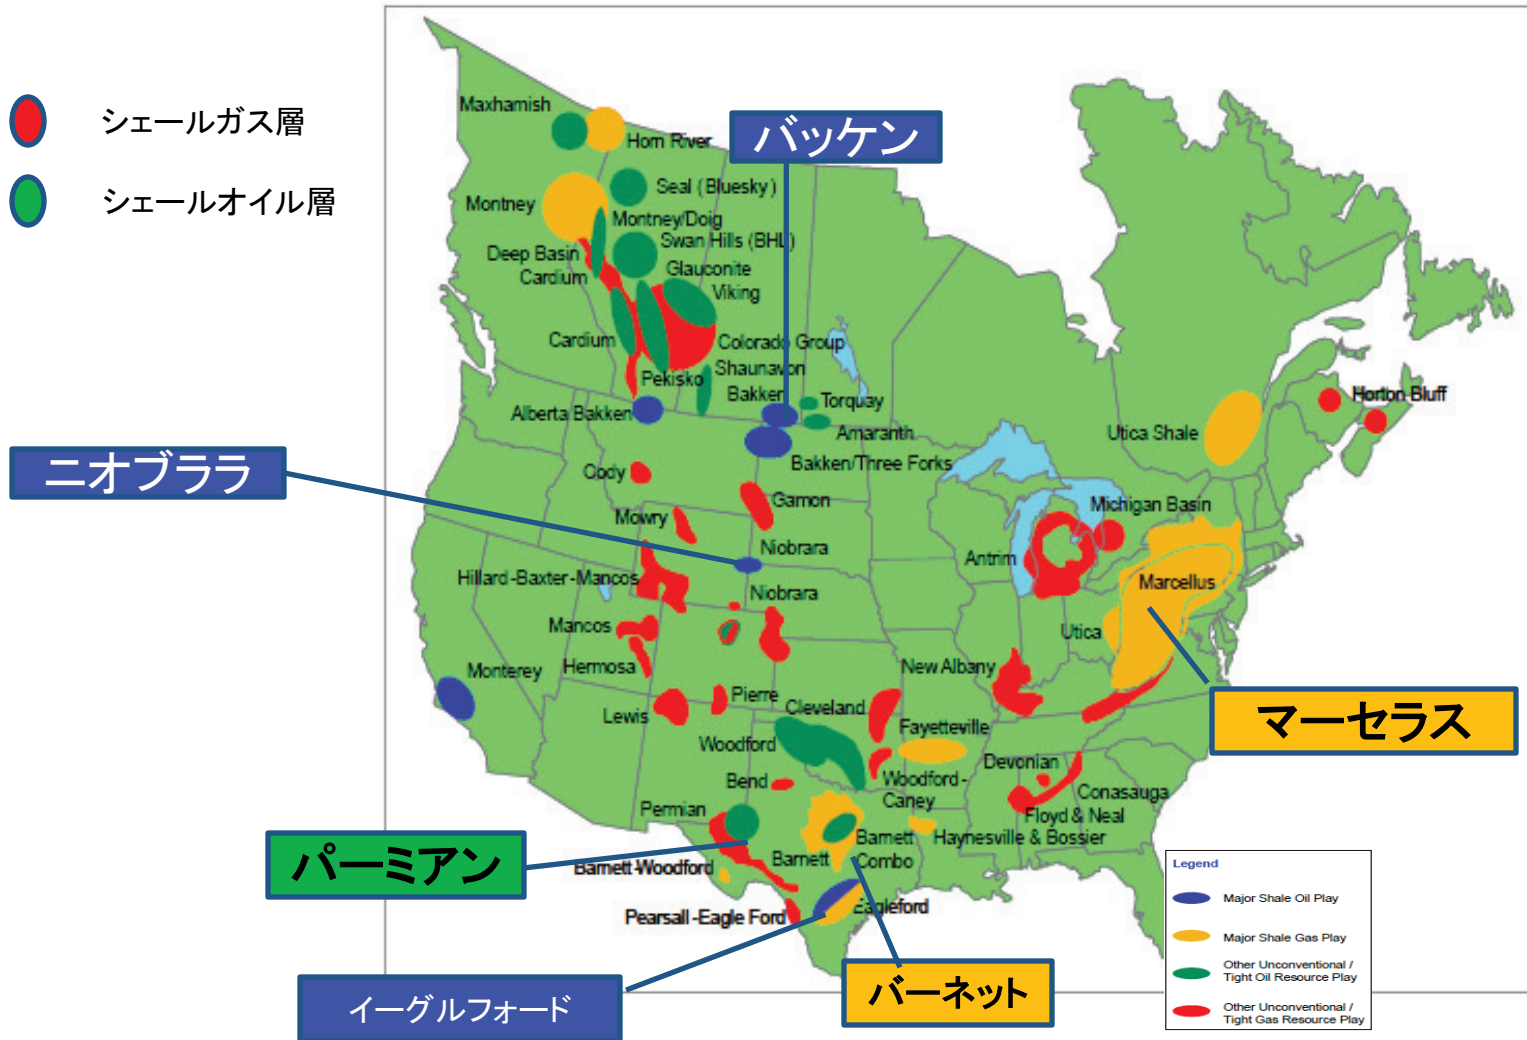 シェールガス層
シェールオイル層
Maxhamish
Horn River
バッケン
Seal (Bluesky)
Montney
Montney/Doig
Swan Hills (BHL)
Deep Basin
Cardium
Glauconite
Viking
Cardium
Colorado Group
Pekisko
Shaunavon
Bakken
Torquay
Alberta Bakken
Amaranth
Bakken/Three Forks
Horton Bluff
Utica Shale
ニオブララ
Cody
Gamon
Michigan Basin
Mowry
Niobrara
Antrim
Hillard-Baxter-Mancos
Niobrara
Marcellus
Mancos
Utica
Hermosa
Monterey
New Albany
マーセラス
Lewis
Pierre
Cleveland
Fayetteville
Woodford
Devonian
Bend
Woodford-
Caney
Conasauga
Permian
Floyd & Neal
Haynesville & Bossier
パーミアン
Barnett
Barnett
Combo
Barnett-Woodford
Pearsall-Eagle Ford
Eagleford
イーグルフォード
バーネット
Legend
Major Shale Oil Play
Major Shale Gas Play
Other Unconventional /
Tight Oil Resource Play
Other Unconventional /
Tight Gas Resource Play